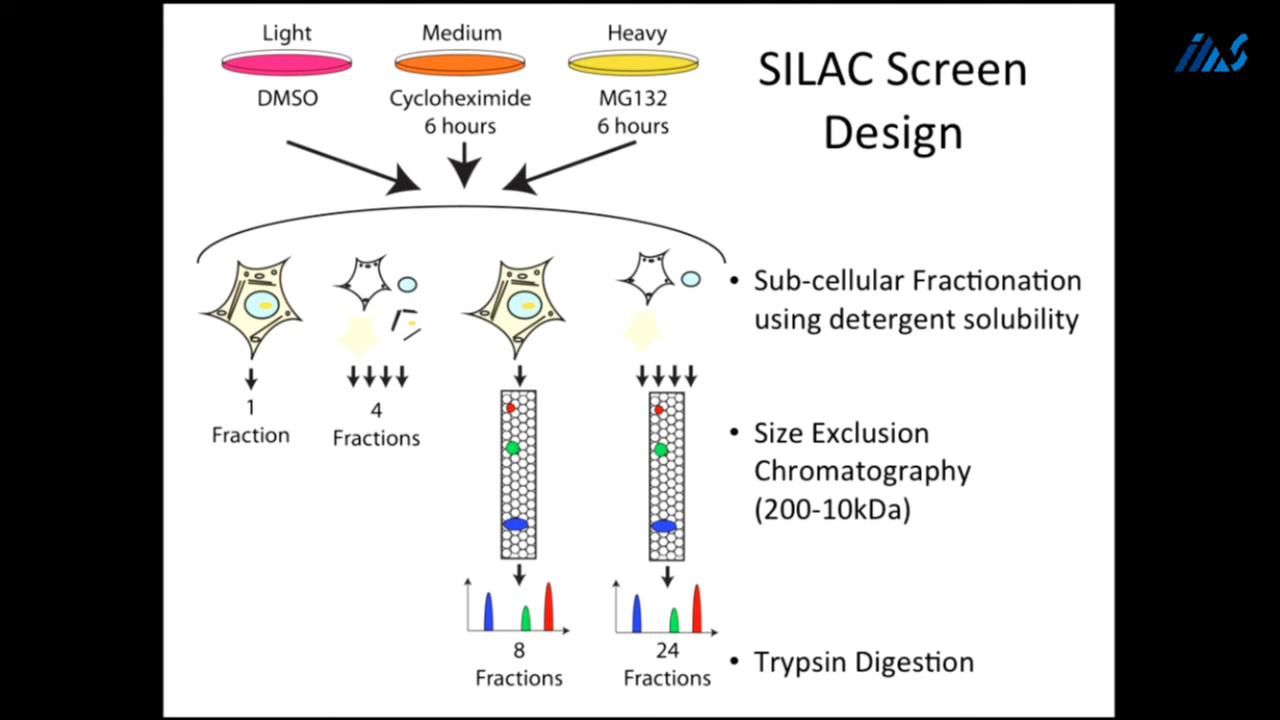 Light
Medium
Heavy
DMSO
Cycloheximide
6 hours
MG132
6 hours
SILAC Screen
Design
• Sub-cellular Fractionation
using detergent solubility
1
Fraction
4
Fractions
• Size Exclusion
Chromatography
(200-10kDa)
8
Fractions
24
Fractions
• Trypsin Digestion